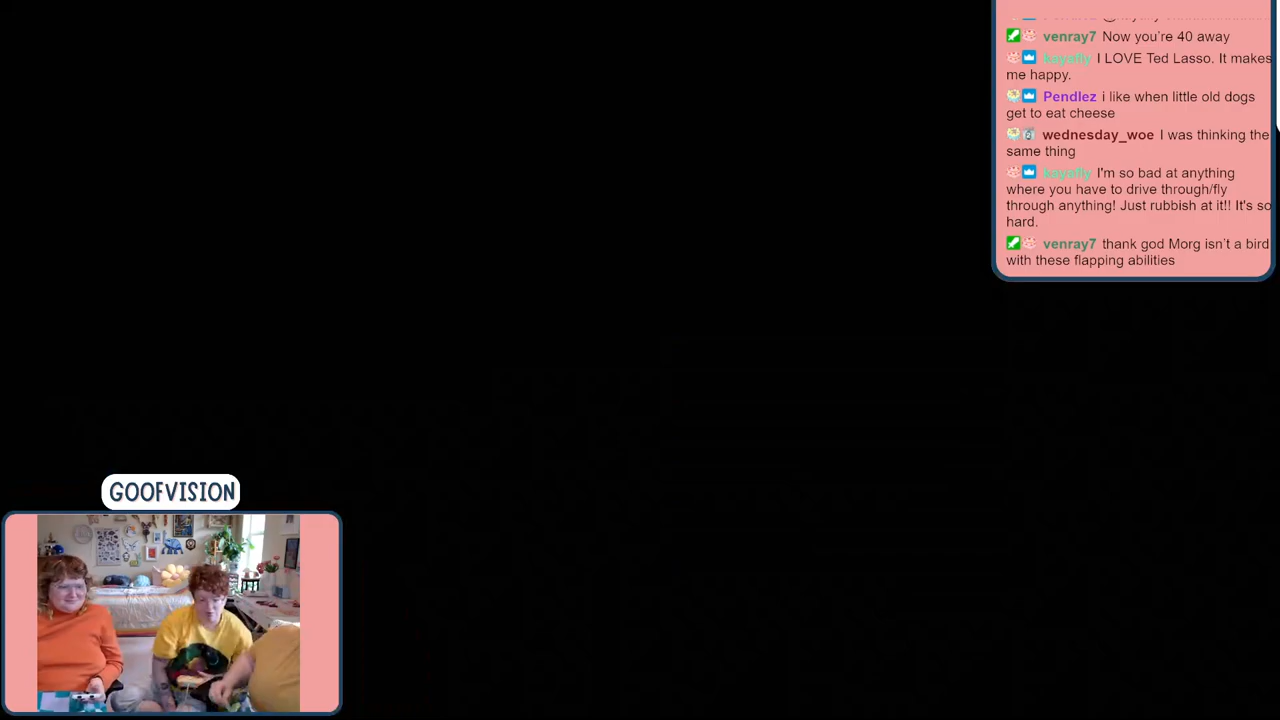 venray7 Now you're 40 away
kayafly I LOVE Ted Lasso. It makes
me happy.
Pendlez i like when little old dogs
get to eat cheese
wednesday_woe I was thinking the
same thing
kayafly I'm so bad at anything
where you have to drive through/fly
through anything! Just rubbish at it!! It's so
hard.
venray7 thank god Morg isn't a bird
with these flapping abilities
GOOFVISION